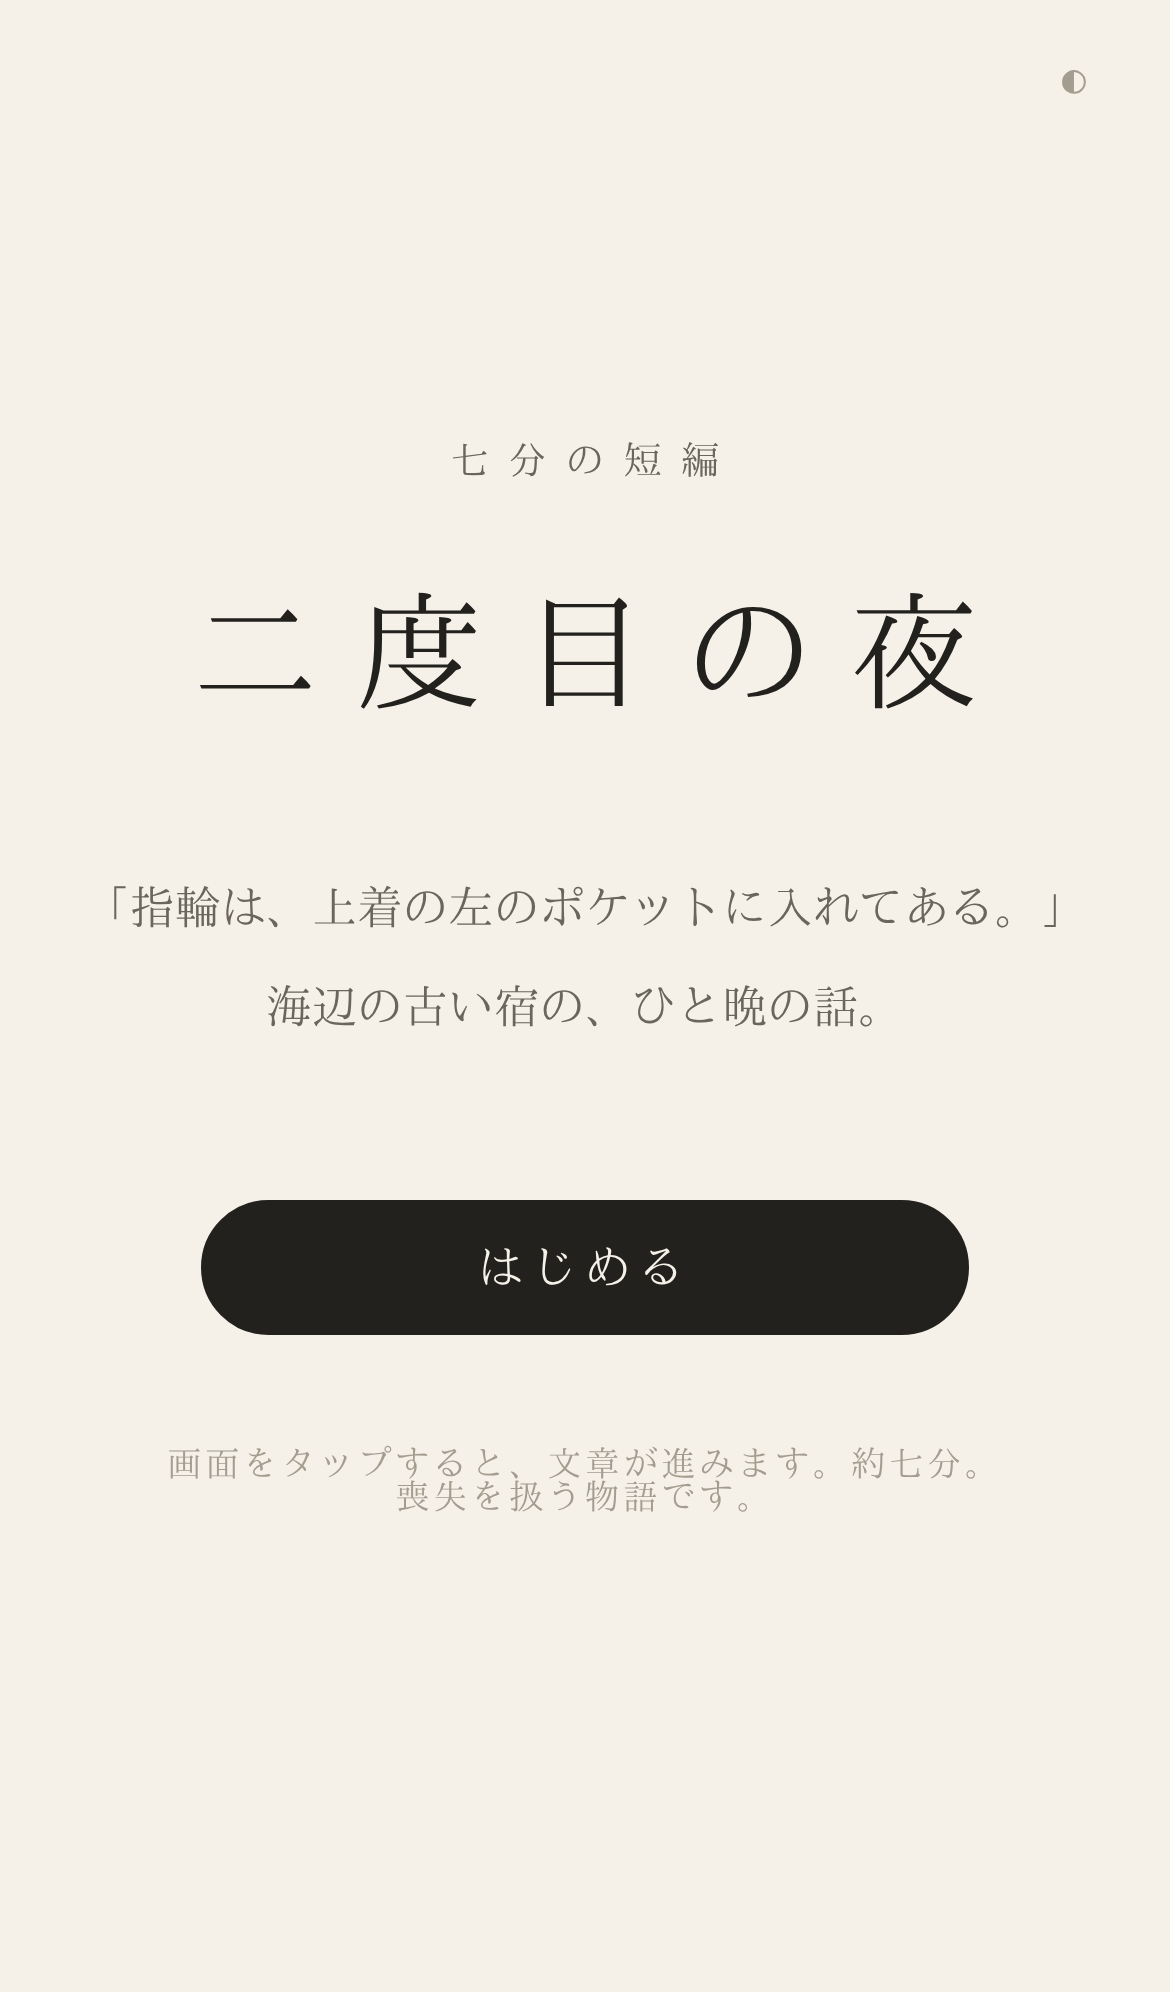 七分の短編
二度目の夜
「指輪は、上着の左のポケットに入れてある。」
海辺の古い宿の、ひと晩の話。
はじめる
画面をタップすると、文章が進みます。約七分。
喪失を扱う物語です。